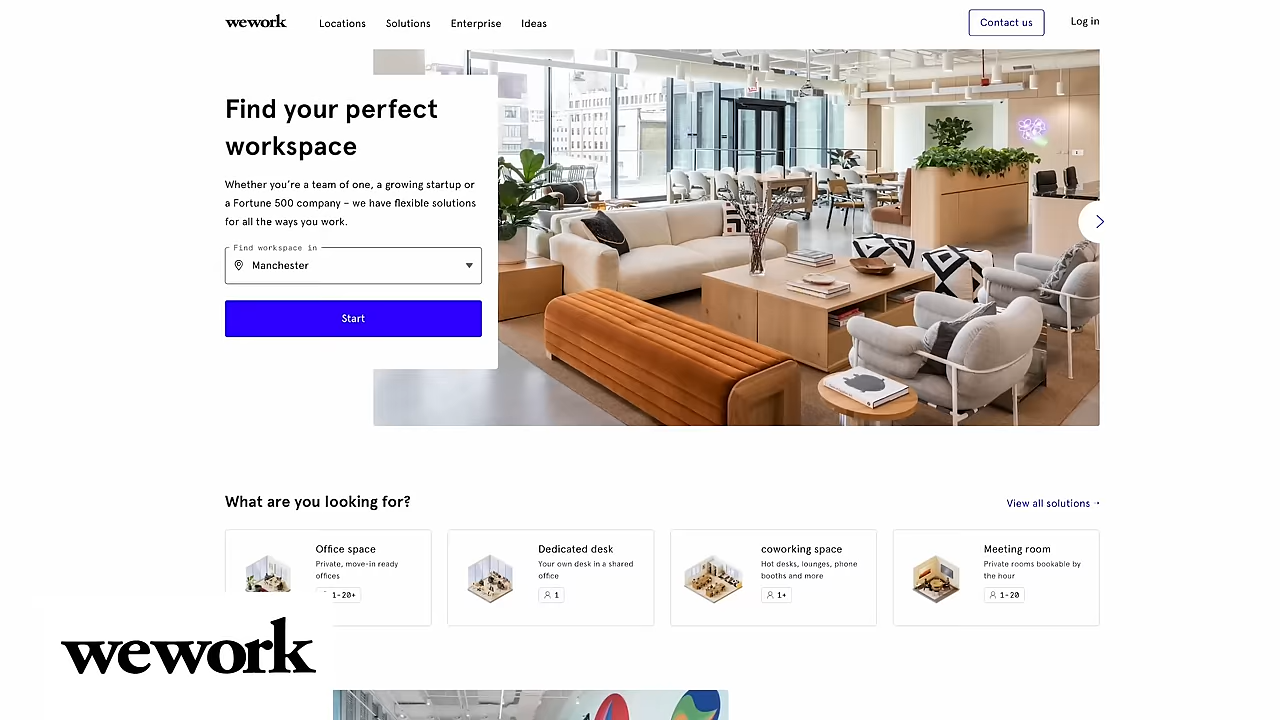 wework
Locations
Solutions
Enterprise
Ideas
Contact us
Log in
Find your perfect
workspace
Whether you're a team of one, a growing startup or
a Fortune 500 company – we have flexible solutions
for all the ways you work.
Find workspace in
Manchester
Start
What are you looking for?
View all solutions
Office space
Private, move-in ready
offices
1-20+
Dedicated desk
Your own desk in a shared
office
1
coworking space
Hot desks, lounges, phone
booths and more
1+
Meeting room
Private rooms bookable by
the hour
1-20
wework